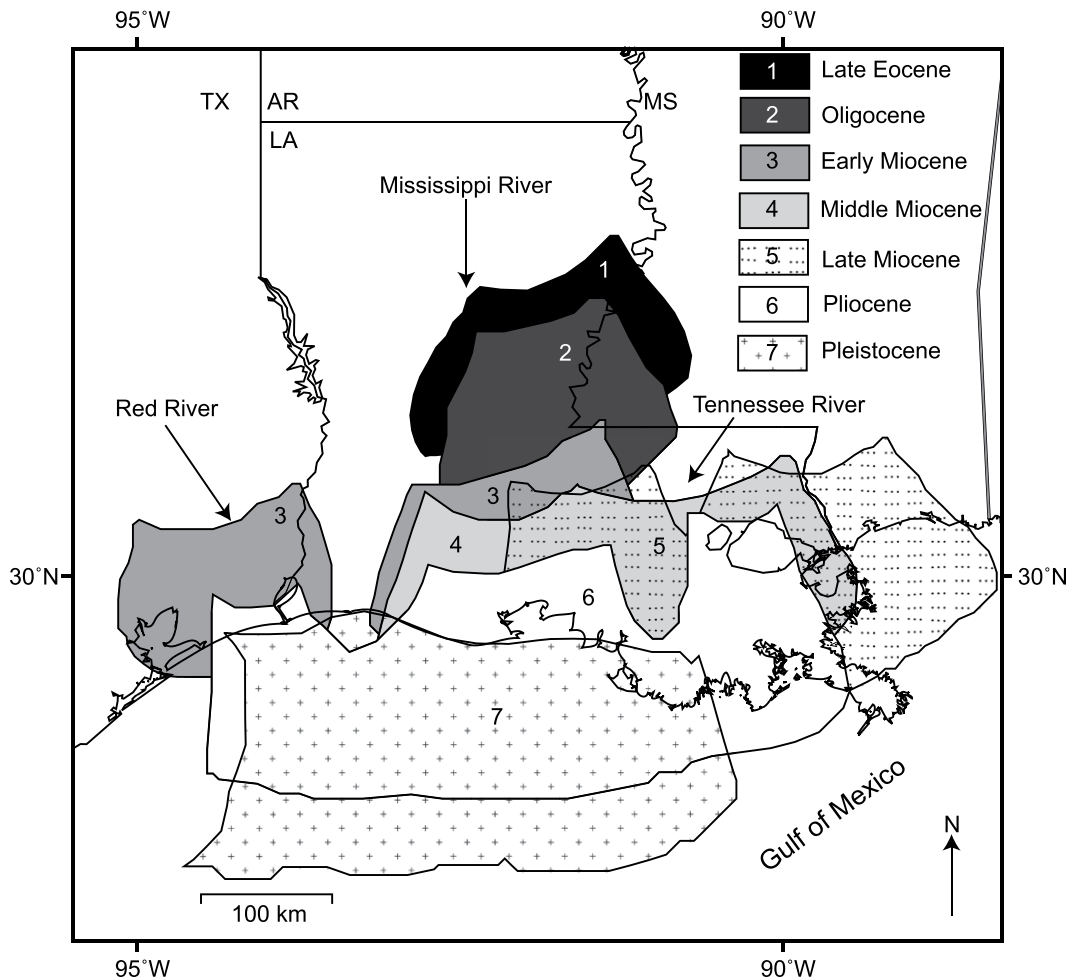 95°W
90°W
1
Late Eocene
TX
AR
MS
2
Oligocene
LA
3
Early Miocene
Mississippi River
4
Middle Miocene
5
Late Miocene
1
6
Pliocene
7
Pleistocene
2
Red River
Tennessee River
3
3
4
5
30°N
30°N
6
7
Gulf of Mexico
N
100 km
95°W
90°W